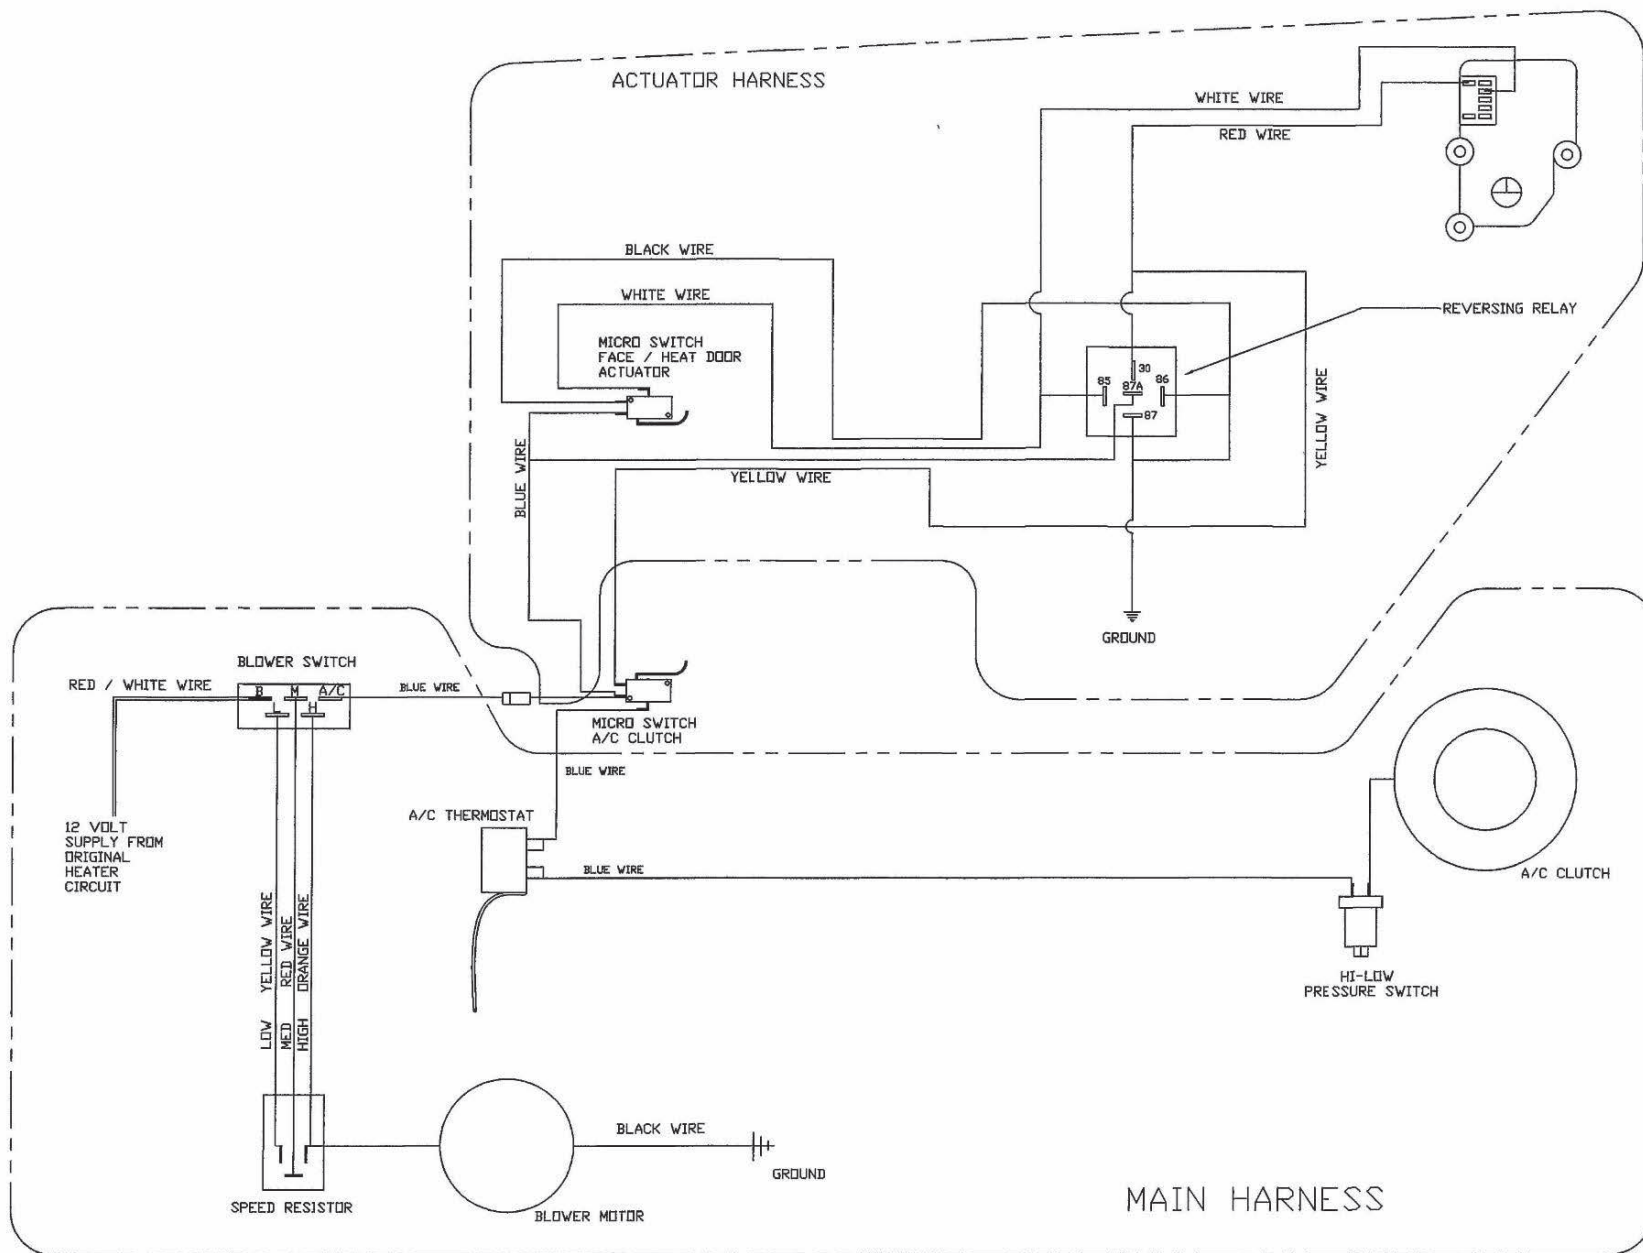 ACTUATOR HARNESS
WHITE WIRE
RED WIRE
BLACK WIRE
WHITE WIRE
REVERSING RELAY
MICRO SWITCH
FACE / HEAT DOOR
ACTUATOR
30
85
87A
86
87
YELLOW WIRE
BLUE WIRE
YELLOW WIRE
GROUND
BLOWER SWITCH
RED / WHITE WIRE
B
M
A/C
L
H
BLUE WIRE
MICRO SWITCH
A/C CLUTCH
BLUE WIRE
A/C THERMOSTAT
12 VOLT
SUPPLY FROM
ORIGINAL
HEATER
CIRCUIT
BLUE WIRE
A/C CLUTCH
LOW YELLOW WIRE
MED RED WIRE
HIGH ORANGE WIRE
HI-LOW
PRESSURE SWITCH
BLACK WIRE
GROUND
SPEED RESISTOR
BLOWER MOTOR
MAIN HARNESS